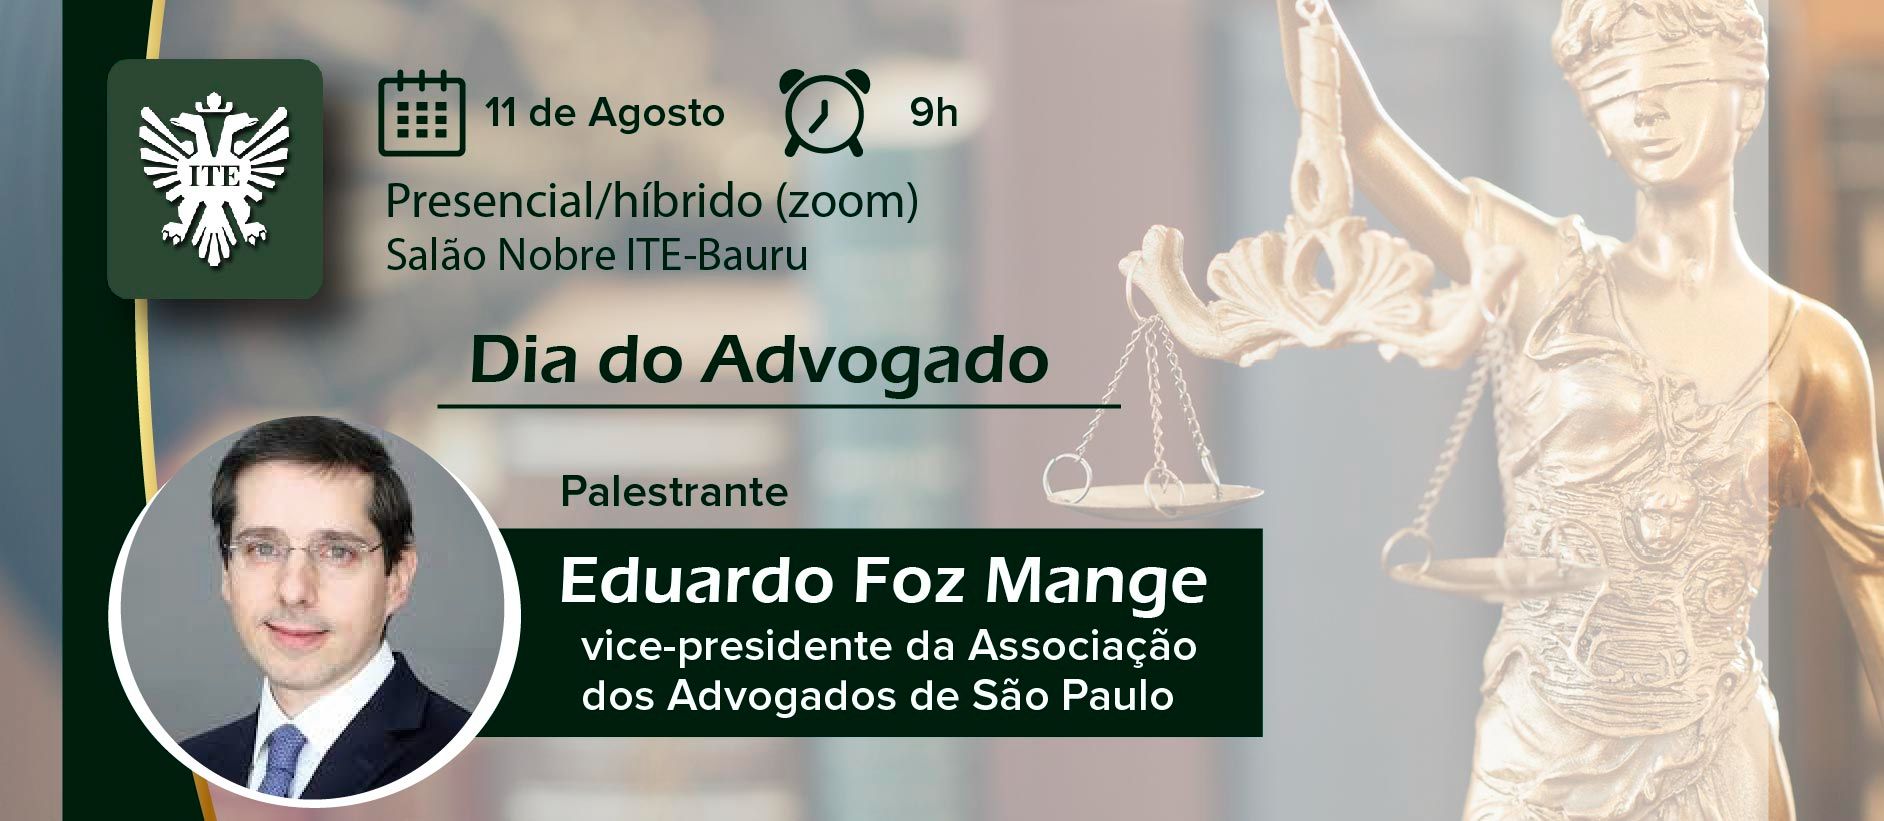 ITE
11 de Agosto
9h
Presencial/híbrido (zoom)
Salão Nobre ITE-Bauru
Dia do Advogado
Palestrante
Eduardo Foz Mange
vice-presidente da Associação
dos Advogados de São Paulo